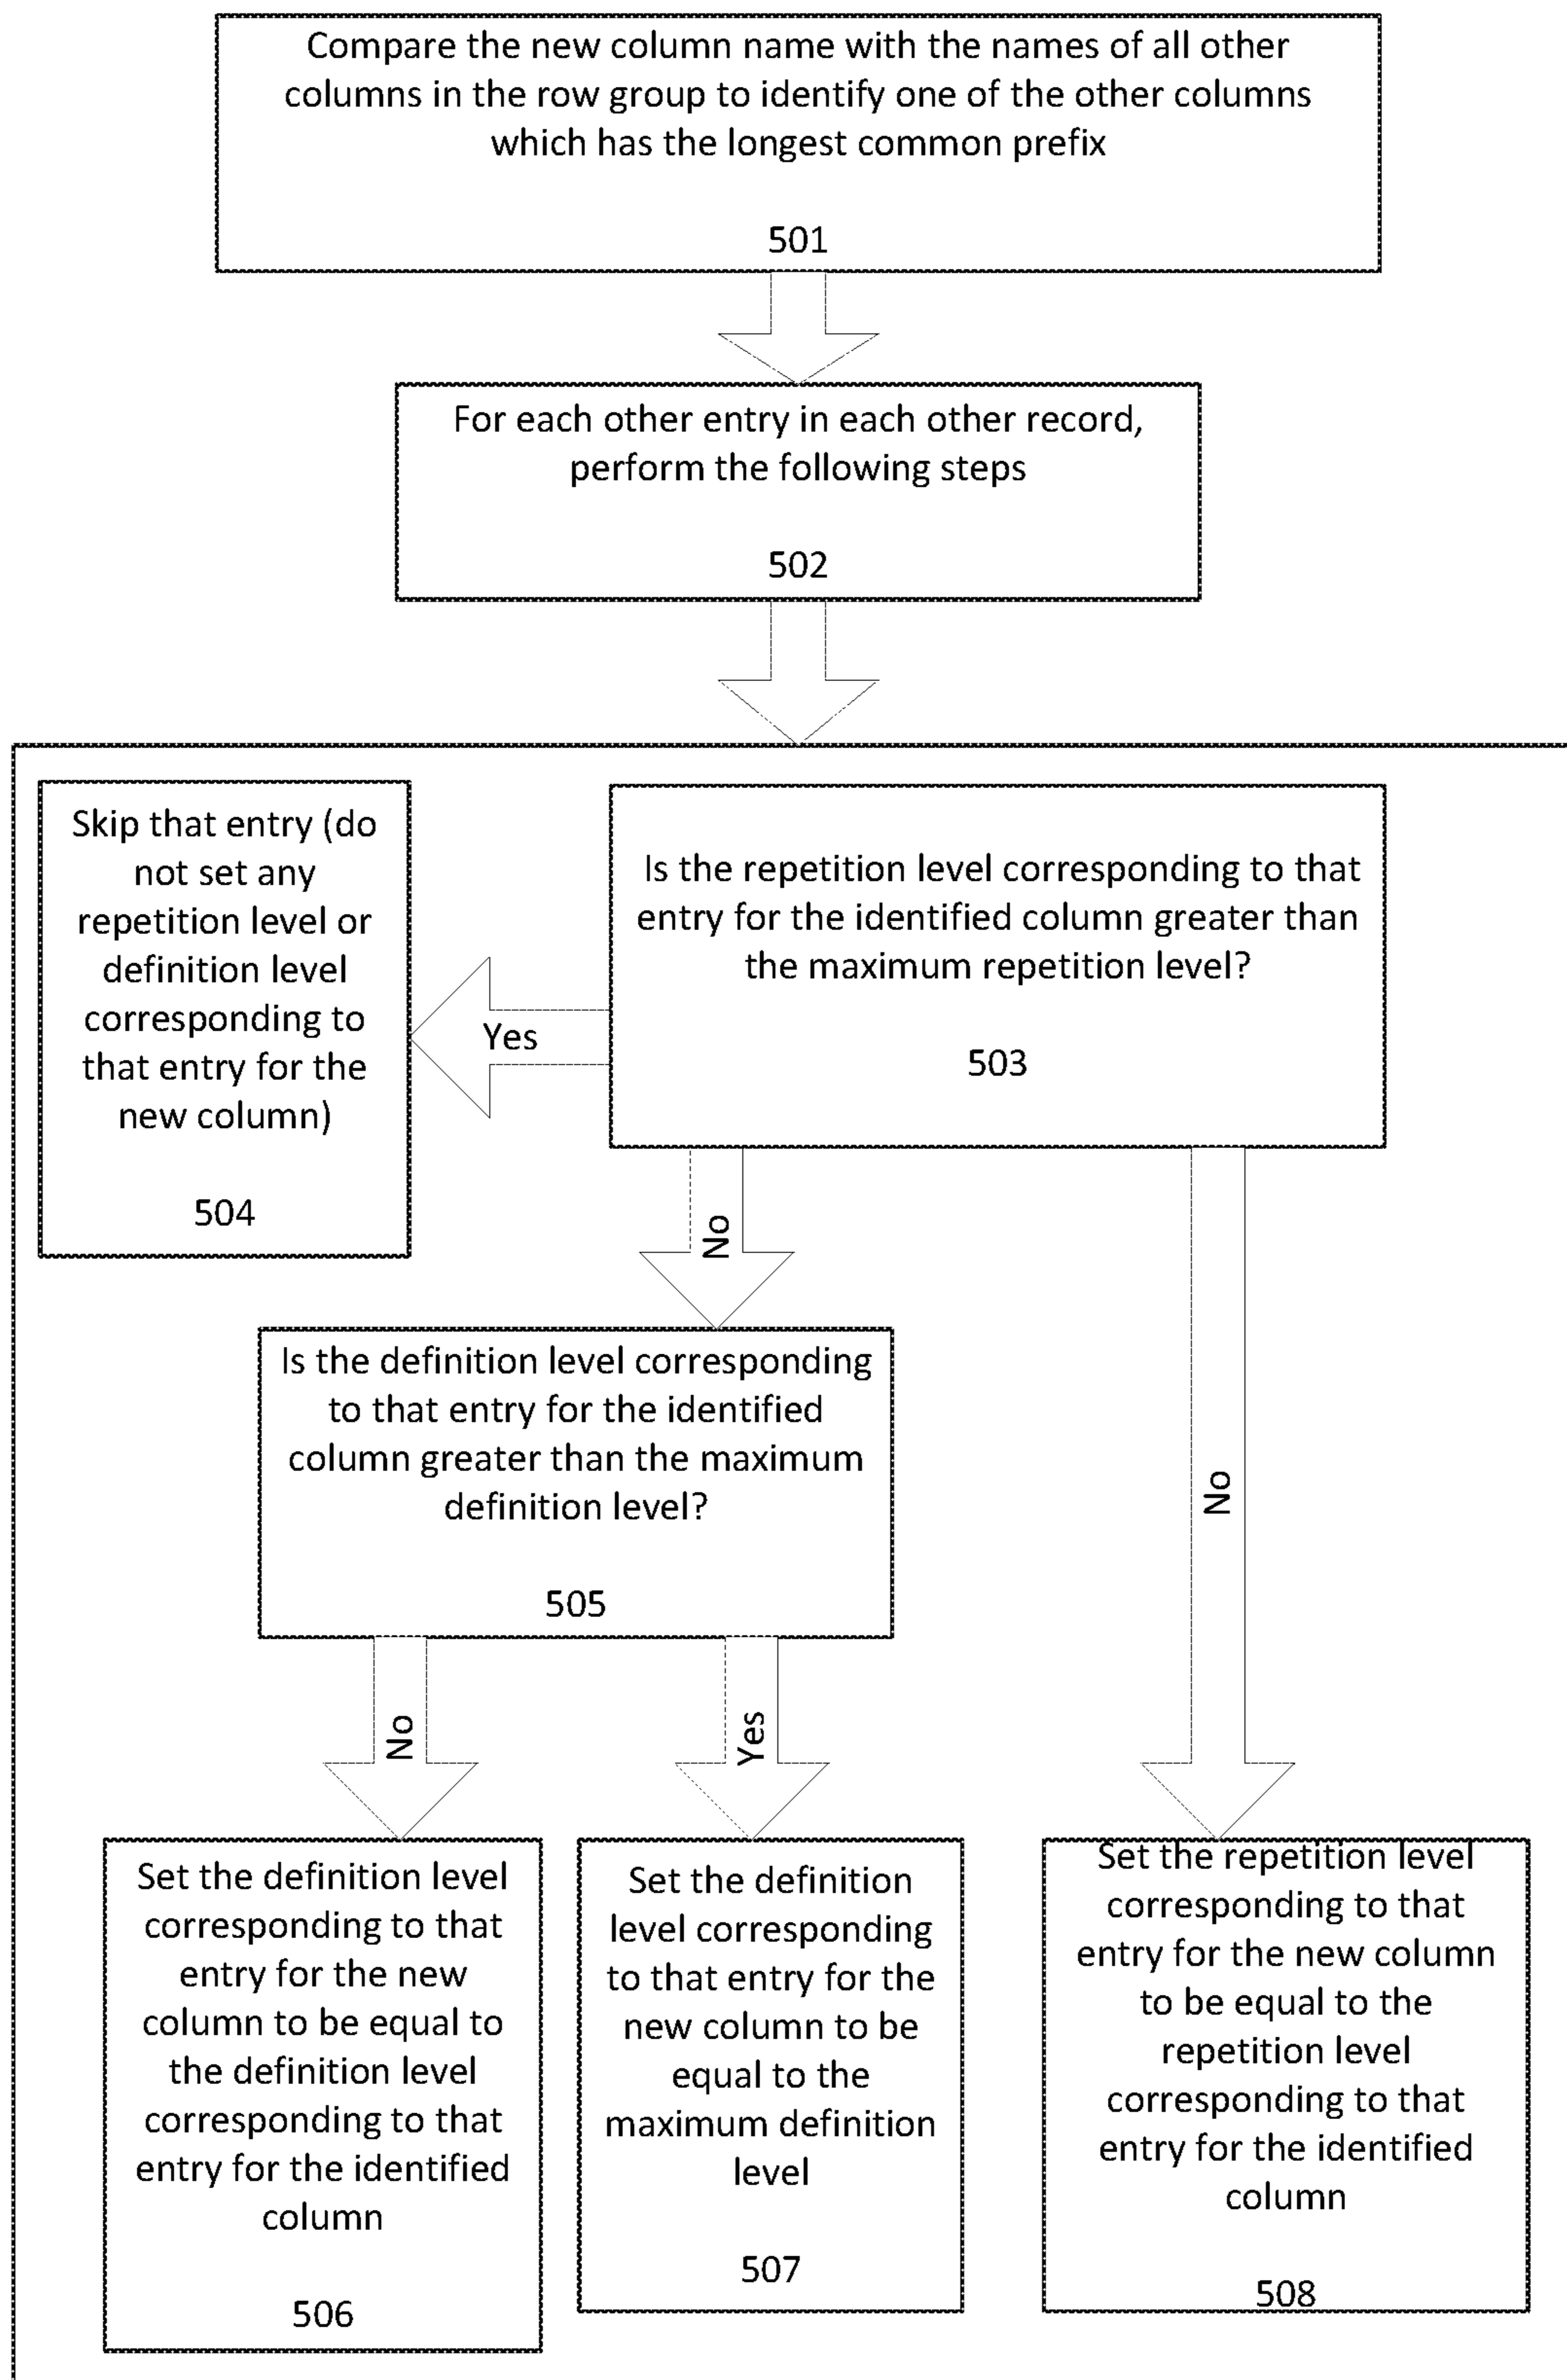 Compare the new column name with the names of all other
columns in the row group to identify one of the other columns
which has the longest common prefix
501
For each other entry in each other record,
perform the following steps
502
Skip that entry (do
not set any
repetition level or
definition level
corresponding to
that entry for the
new column)
504
Yes
Is the repetition level corresponding to that
entry for the identified column greater than
the maximum repetition level?
503
No
No
Is the definition level corresponding
to that entry for the identified
column greater than the maximum
definition level?
505
No
Yes
Set the definition level
corresponding to that
entry for the new
column to be equal to
the definition level
corresponding to that
entry for the identified
column
506
Set the definition
level corresponding
to that entry for the
new column to be
equal to the
maximum definition
level
507
Set the repetition level
corresponding to that
entry for the new column
to be equal to the
repetition level
corresponding to that
entry for the identified
column
508